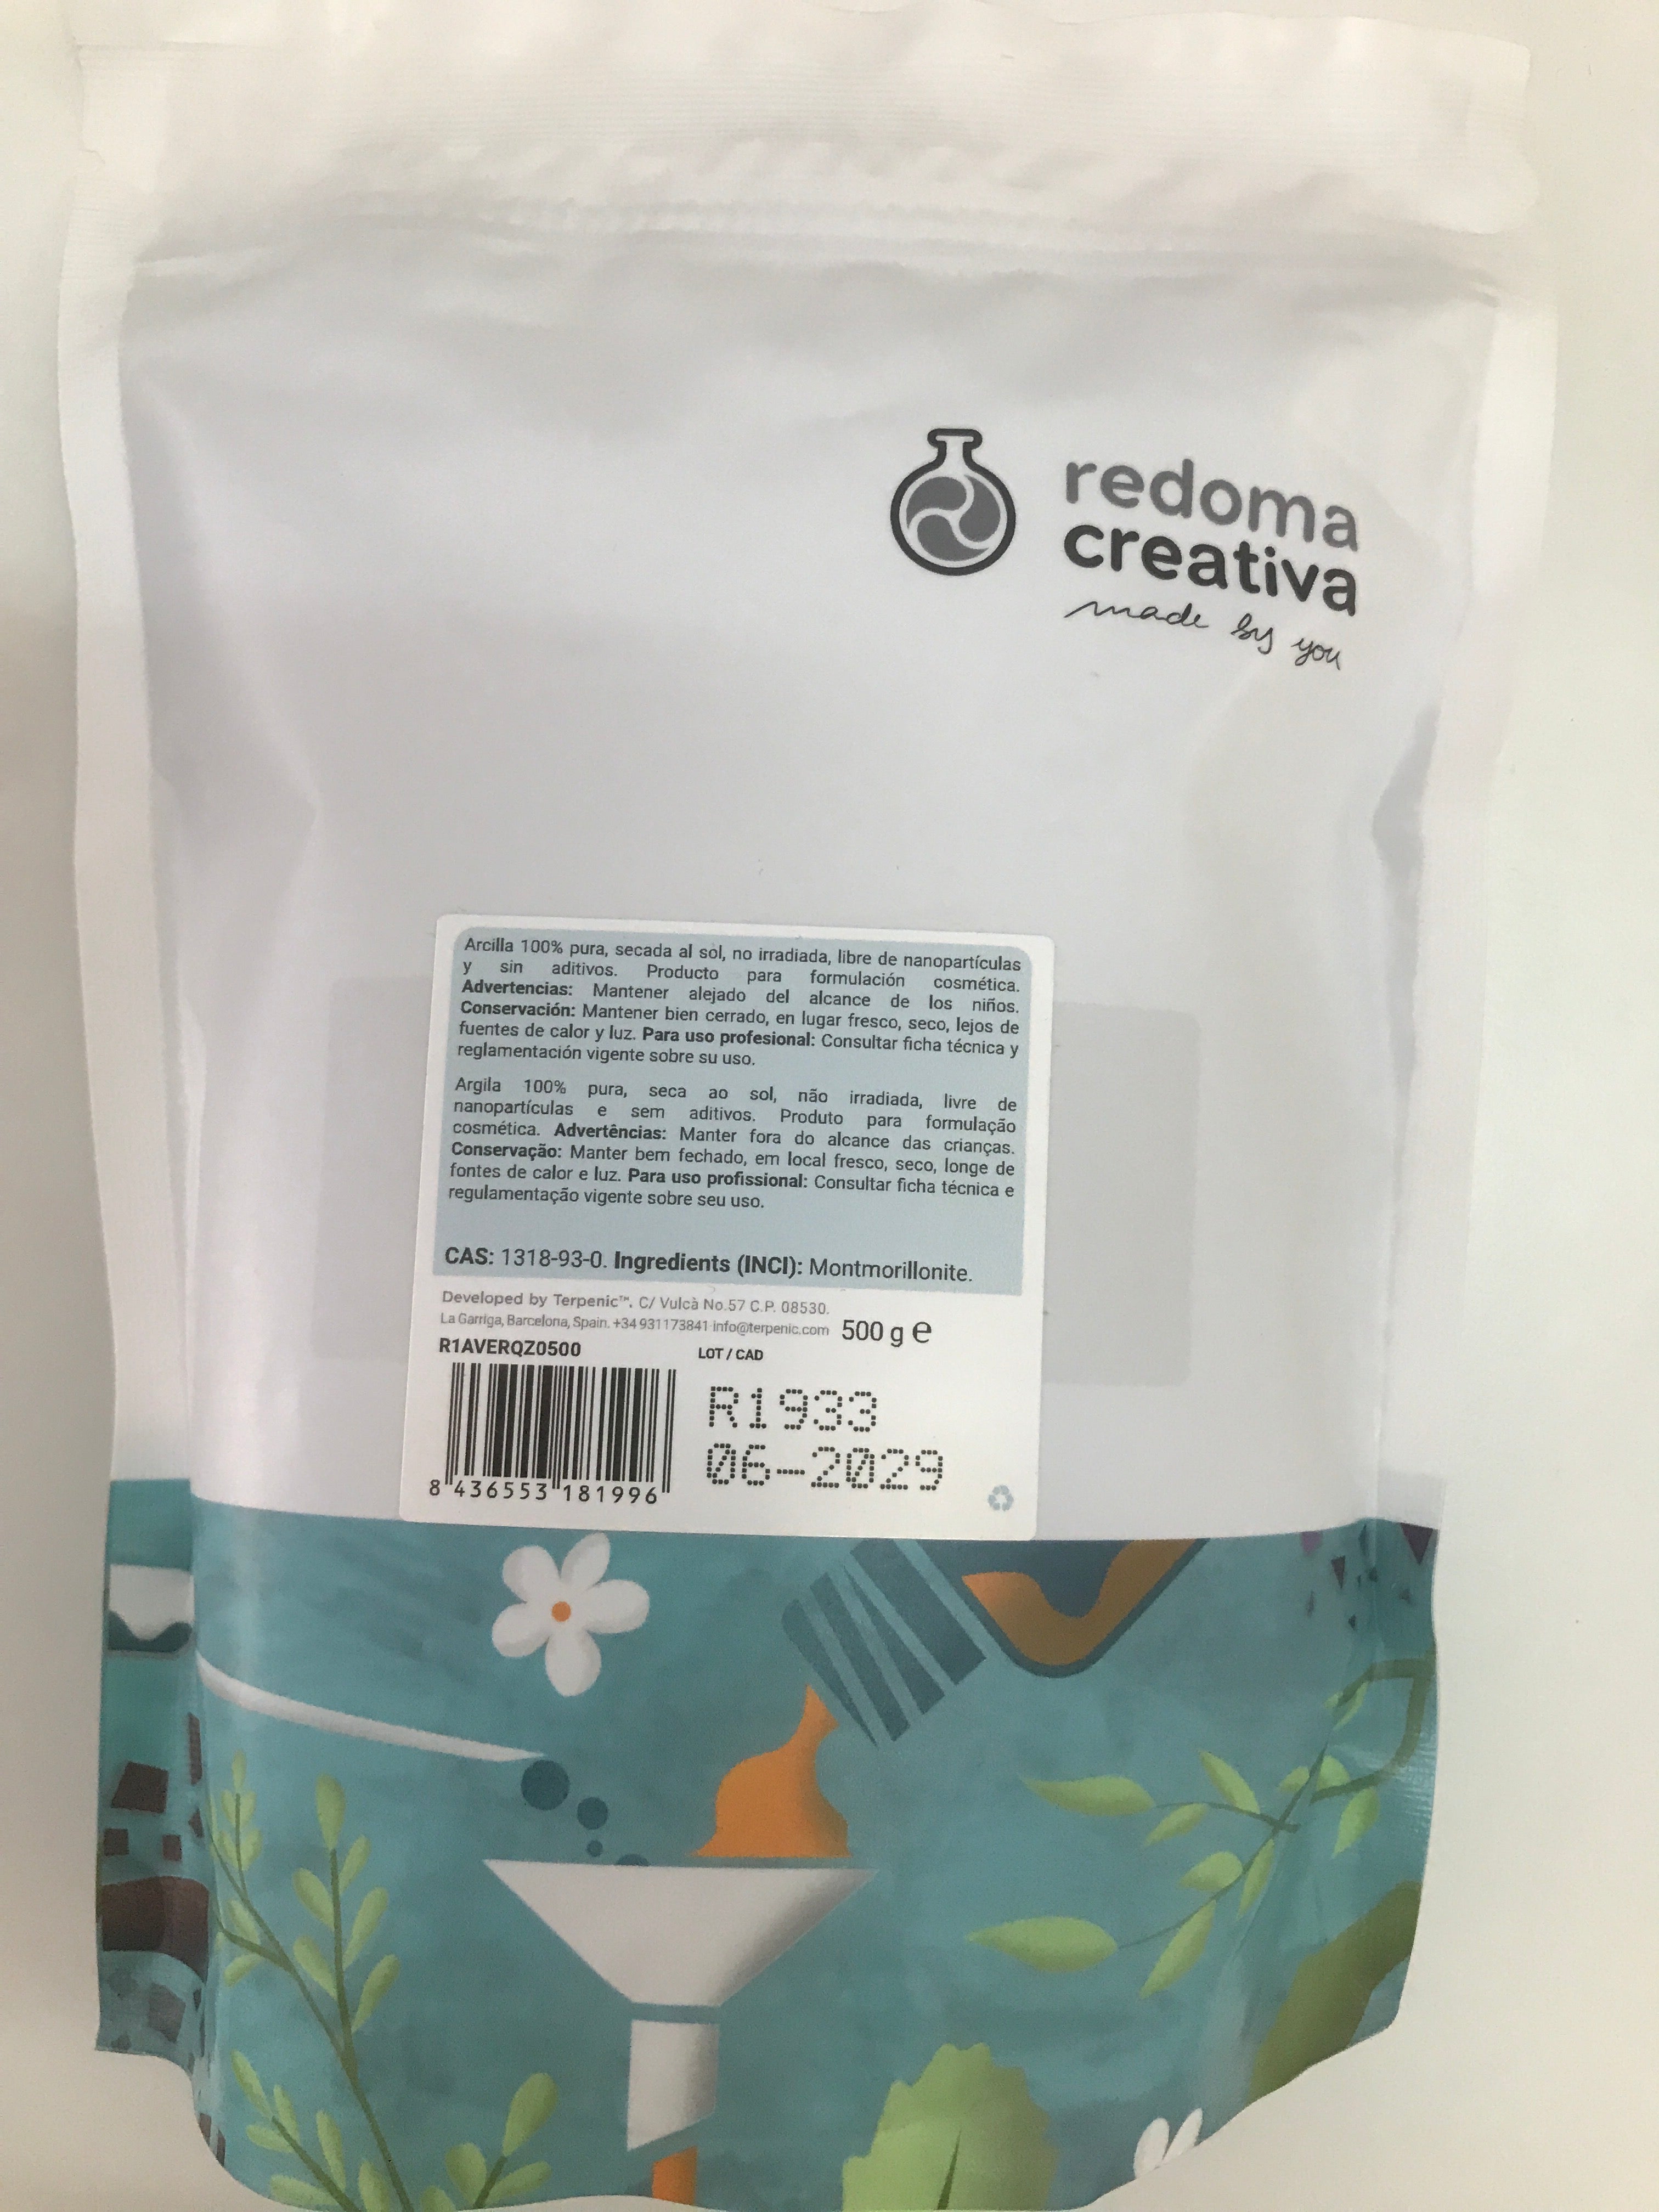 redoma
creativa
made by you
Arcilla 100% pura, secada al sol, no irradiada, libre de nanopartículas
y sin aditivos. Producto para formulación cosmética.
Advertencias: Mantener alejado del alcance de los niños.
Conservación: Mantener bien cerrado, en lugar fresco, seco, lejos de
fuentes de calor y luz. Para uso profesional: Consultar ficha técnica y
reglamentación vigente sobre su uso.
Argila 100% pura, seca ao sol, não irradiada, livre de
nanopartículas e sem aditivos. Produto para formulação
cosmética. Advertências: Manter fora do alcance das crianças.
Conservação: Manter bem fechado, em local fresco, seco, longe de
fontes de calor e luz. Para uso profissional: Consultar ficha técnica e
regulamentação vigente sobre seu uso.
CAS: 1318-93-0. Ingredients (INCI): Montmorillonite.
Developed by Terpenic™. C/ Vulcà No.57 C.P. 08530.
La Garriga, Barcelona, Spain. +34 931173841 info@terpenic.com 500 g e
R1AVERQZ0500
LOT / CAD
R1933
06-2029
8 436553 181996